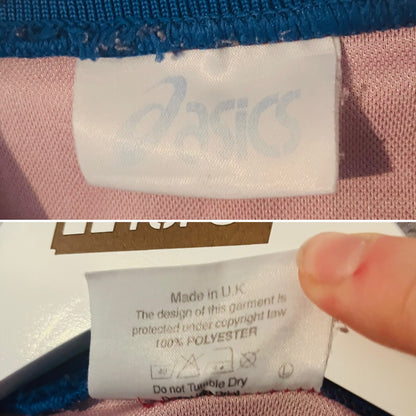 asics
Made in U.K
The design of this garment is
protected under copyright law
100% POLYESTER
40
L
Do not Tumble Dry